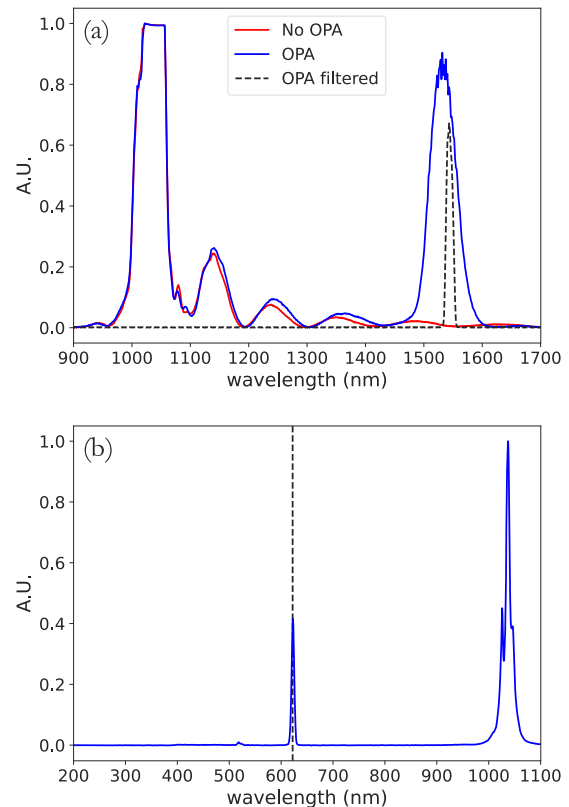 (a)
No OPA
OPA
OPA filtered
A.U.
1.0
0.8
0.6
0.4
0.2
0.0
900 1000 1100 1200 1300 1400 1500 1600 1700
wavelength (nm)
(b)
A.U.
1.0
0.8
0.6
0.4
0.2
0.0
200 300 400 500 600 700 800 900 1000 1100
wavelength (nm)